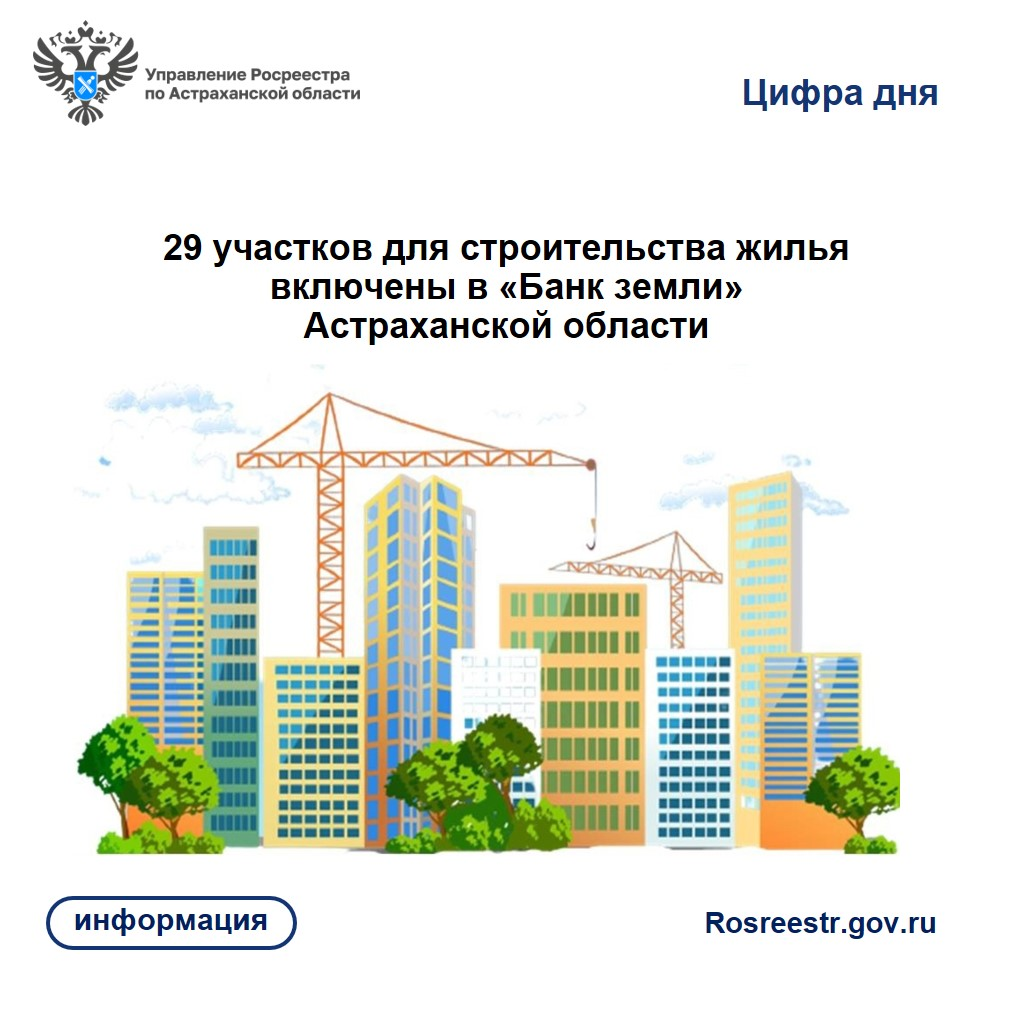 Управление Росреестра
по Астраханской области
Цифра дня
29 участков для строительства жилья
включены в «Банк земли»
Астраханской области
информация
Rosreestr.gov.ru